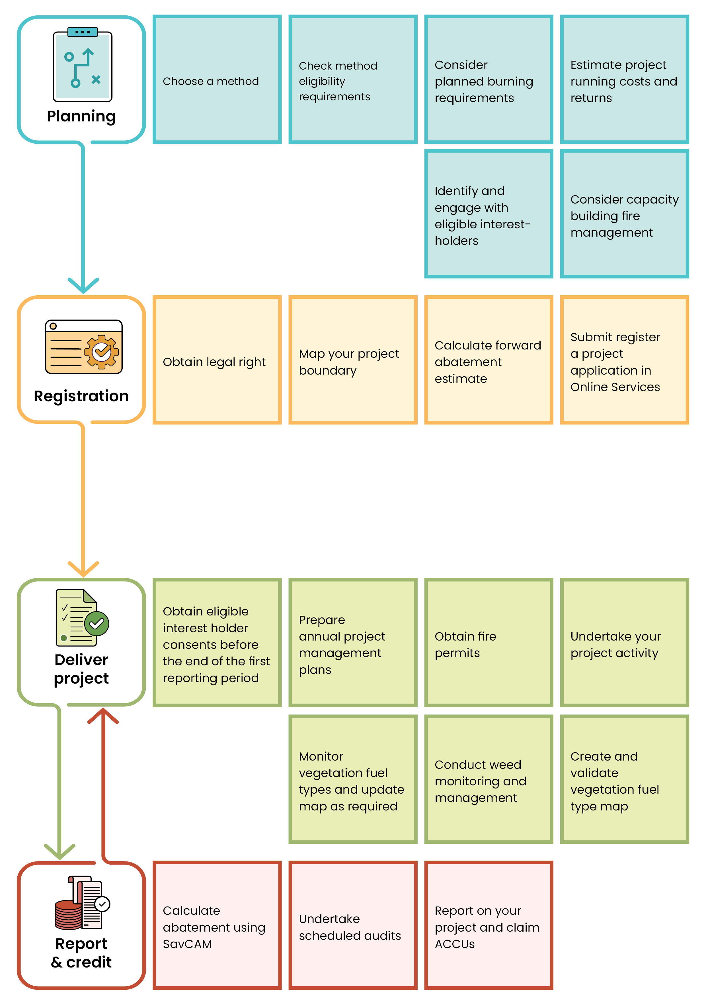 Planning
Choose a method
Check method
eligibility
requirements
Consider
planned burning
requirements
Estimate project
running costs and
returns
Identify and
engage with
eligible interest-
holders
Consider capacity
building fire
management
Registration
Obtain legal right
Map your project
boundary
Calculate forward
abatement
estimate
Submit register
a project
application in
Online Services
Deliver
project
Obtain eligible
interest holder
consents before
the end of the first
reporting period
Prepare
annual project
management
plans
Obtain fire
permits
Undertake your
project activity
Monitor
vegetation fuel
types and update
map as required
Conduct weed
monitoring and
management
Create and
validate
vegetation fuel
type map
Report
& credit
Calculate
abatement using
SavCAM
Undertake
scheduled audits
Report on your
project and claim
ACCUs